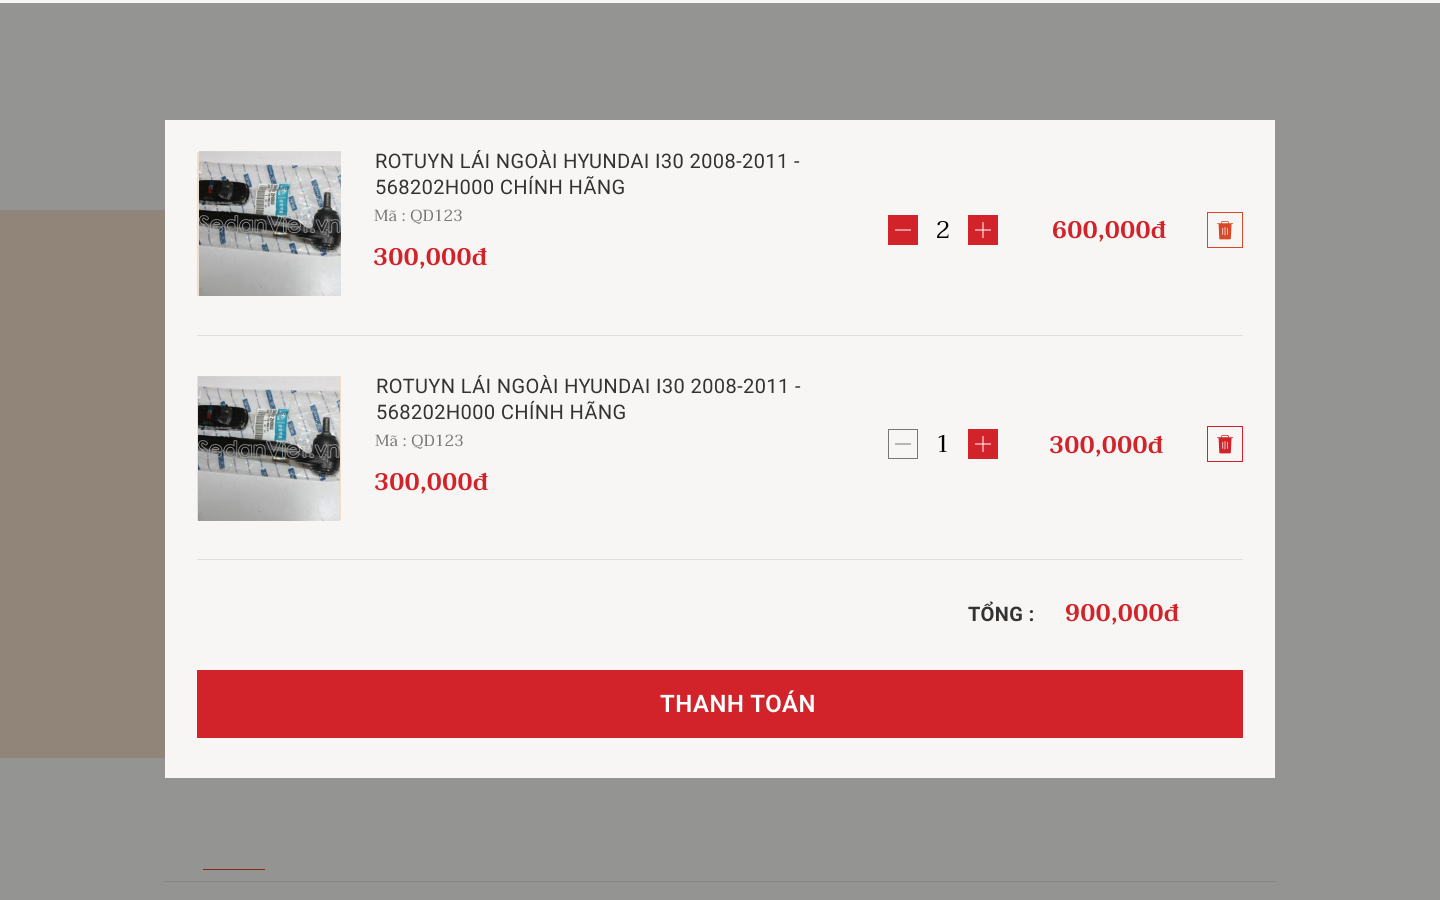 ROTUYN LÁI NGOÀI HYUNDAI I30 2008-2011 -
568202H000 CHÍNH HÃNG
Mã : QD123
300,000đ
2
600,000đ
SedanViet.vn
ROTUYN LÁI NGOÀI HYUNDAI I30 2008-2011 -
568202H000 CHÍNH HÃNG
Mã : QD123
300,000đ
1
300,000đ
SedanViet.vn
TỔNG :
900,000đ
THANH TOÁN